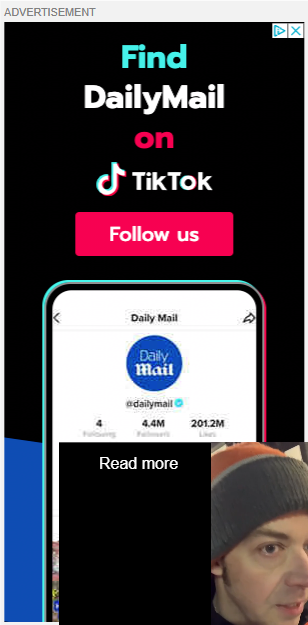 ADVERTISEMENT
Find
DailyMail
on
TikTok
Follow us
Daily Mail
Daily
Mail
@dailymail
4 4.4M 201.2M
Following Followers Likes
Read more